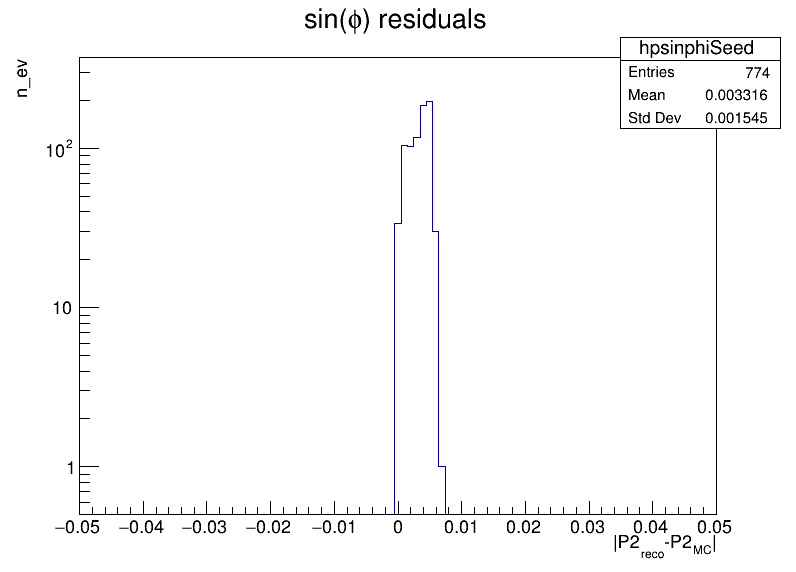 sin(ϕ) residuals
hpsinphiSeed
Entries 774
Mean 0.003316
Std Dev 0.001545
n_ev
10²
10
1
−0.05 −0.04 −0.03 −0.02 −0.01 0 0.01 0.02 0.03 0.04 0.05
|P2reco-P2MC|